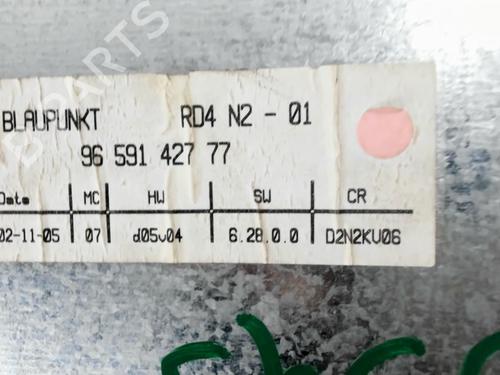 BLAUPUNKT RD4 N2 - 01
96 591 427 77
Date MC HW SW CR
02-11-05 07 d05v04 6.28.0.0 D2N2KV06